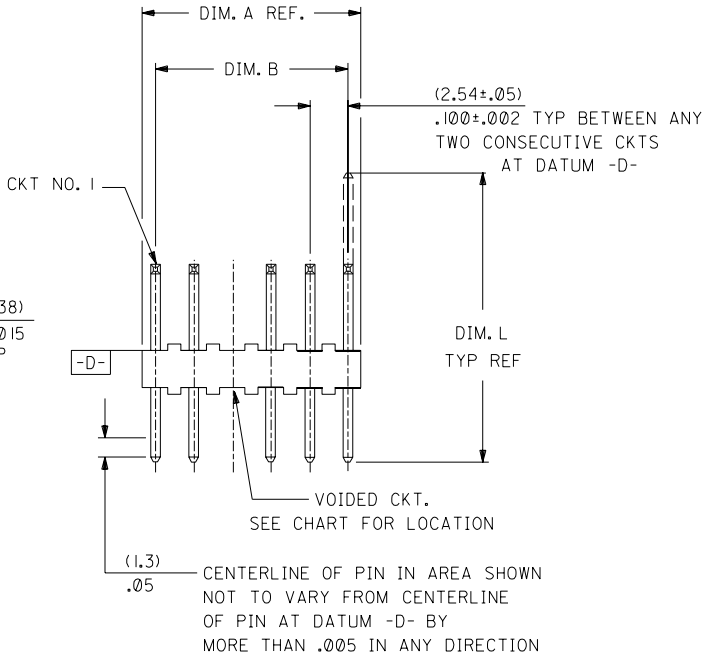 DIM. A REF.
DIM. B
(2.54±.05)
.100±.002 TYP BETWEEN ANY
TWO CONSECUTIVE CKTS
AT DATUM -D-
CKT NO. 1
38)
015
-D-
DIM. L
TYP REF
VOIDED CKT.
SEE CHART FOR LOCATION
(1.3)
.05
CENTERLINE OF PIN IN AREA SHOWN
NOT TO VARY FROM CENTERLINE
OF PIN AT DATUM -D- BY
MORE THAN .005 IN ANY DIRECTION